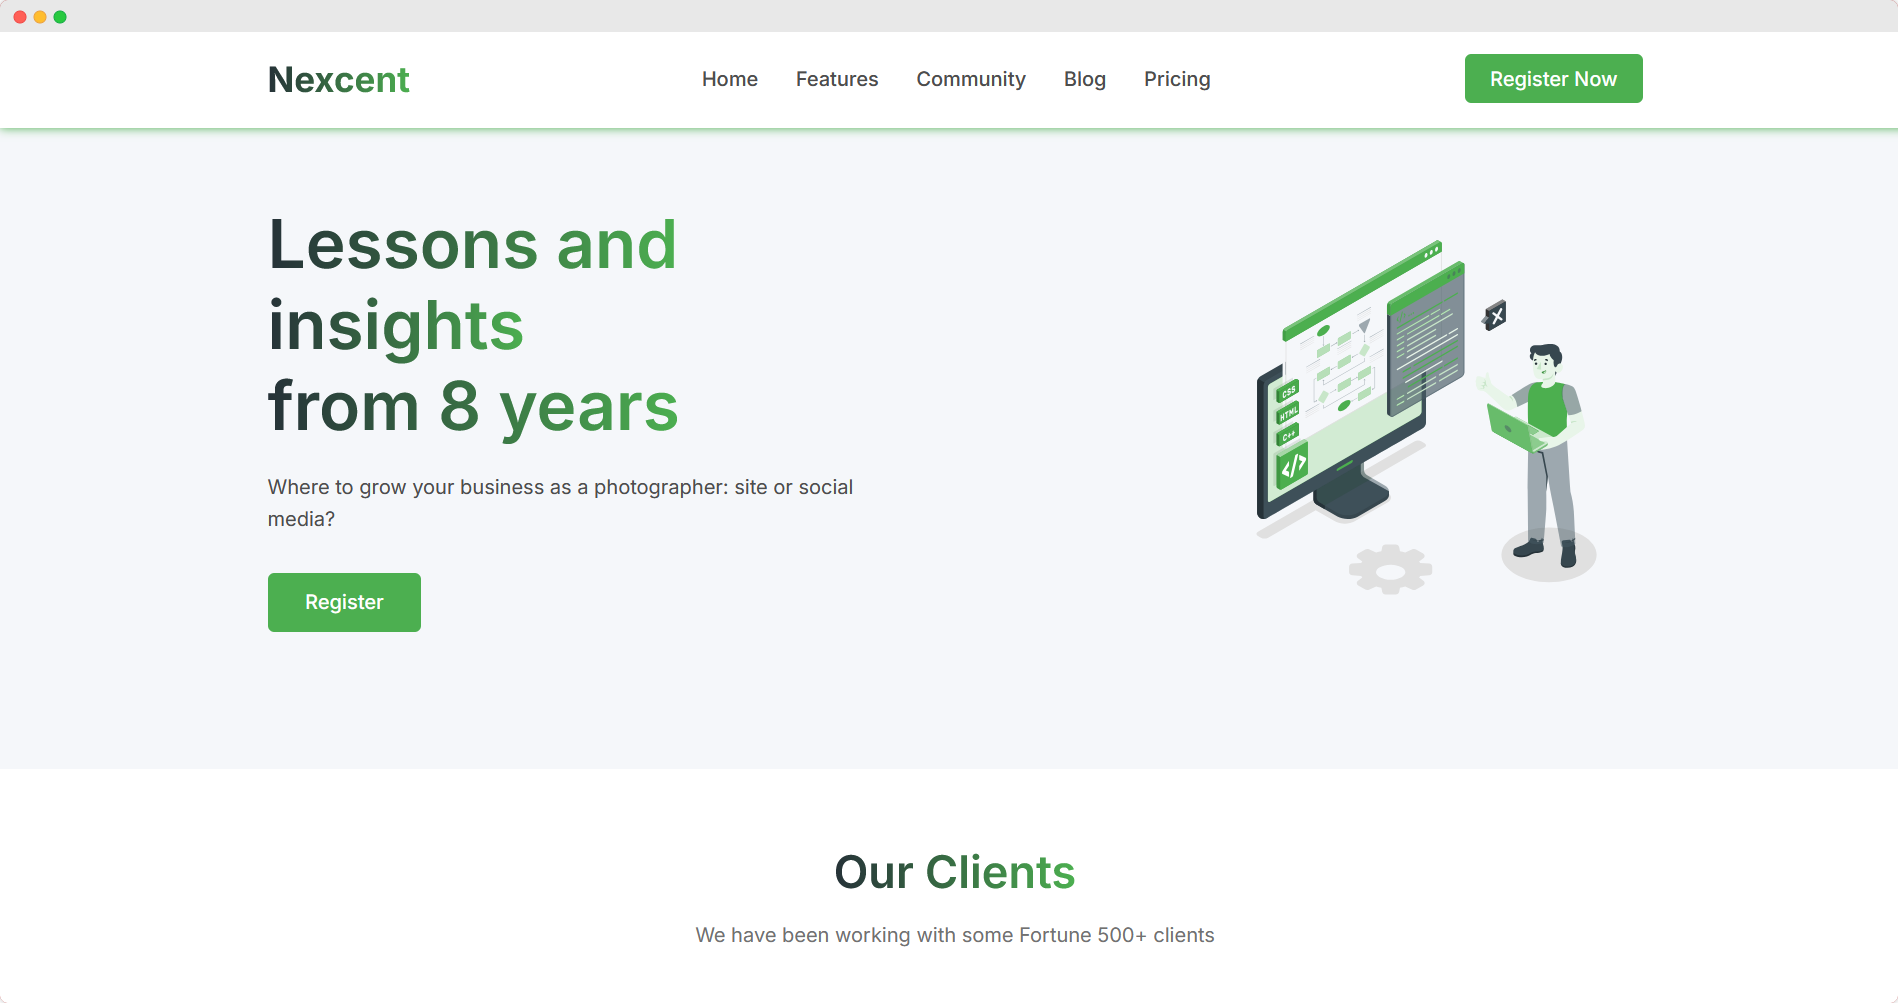 Nexcent
Home Features Community Blog Pricing
Register Now
Lessons and
insights
from 8 years
Where to grow your business as a photographer: site or social
media?
Register
CSS
HTML
C++
</>
X
Our Clients
We have been working with some Fortune 500+ clients